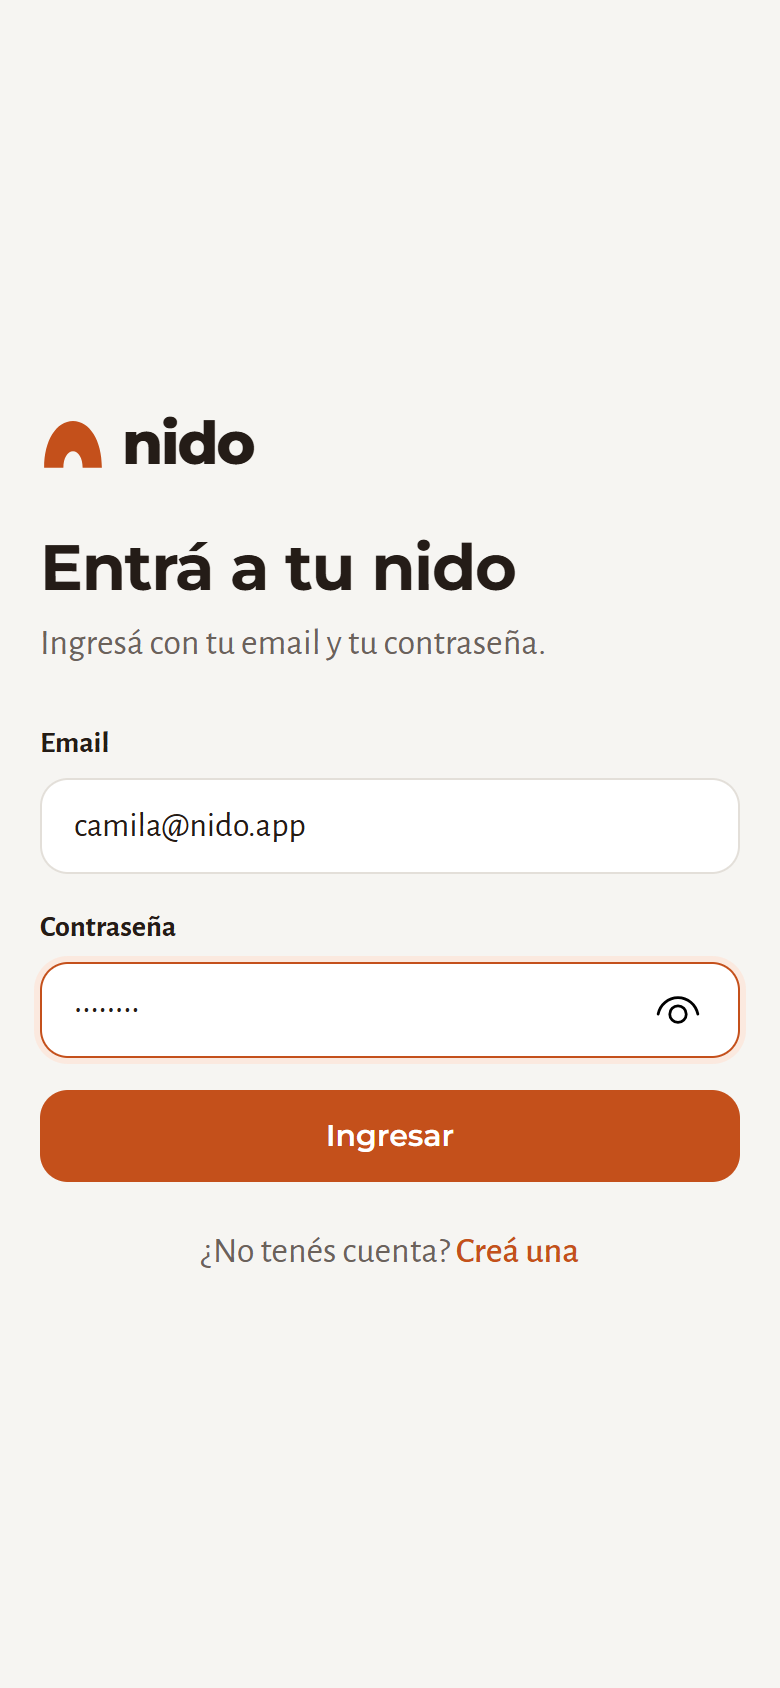 nido
Entrá a tu nido
Ingresá con tu email y tu contraseña.
Email
camila@nido.app
Contraseña
········
Ingresar
¿No tenés cuenta? Creá una